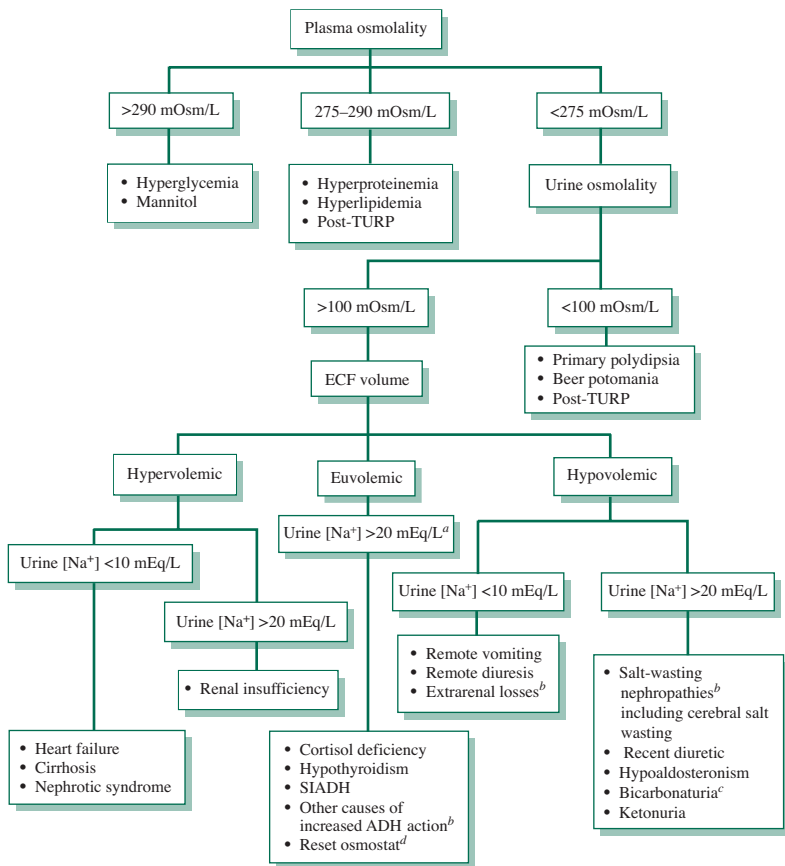 Plasma osmolality
>290 mOsm/L
275–290 mOsm/L
<275 mOsm/L
• Hyperglycemia
• Mannitol
• Hyperproteinemia
• Hyperlipidemia
• Post-TURP
Urine osmolality
>100 mOsm/L
<100 mOsm/L
ECF volume
• Primary polydipsia
• Beer potomania
• Post-TURP
Hypervolemic
Euvolemic
Hypovolemic
Urine [Na⁺] <10 mEq/L
Urine [Na⁺] >20 mEq/L
Urine [Na⁺] >20 mEq/Lᵃ
Urine [Na⁺] <10 mEq/L
Urine [Na⁺] >20 mEq/L
• Renal insufficiency
• Remote vomiting
• Remote diuresis
• Extrarenal lossesᵇ
• Salt-wasting
nephropathiesᵇ
including cerebral salt
wasting
• Recent diuretic
• Hypoaldosteronism
• Bicarbonaturiaᶜ
• Ketonuria
• Heart failure
• Cirrhosis
• Nephrotic syndrome
• Cortisol deficiency
• Hypothyroidism
• SIADH
• Other causes of
increased ADH actionᵇ
• Reset osmostatᵈ